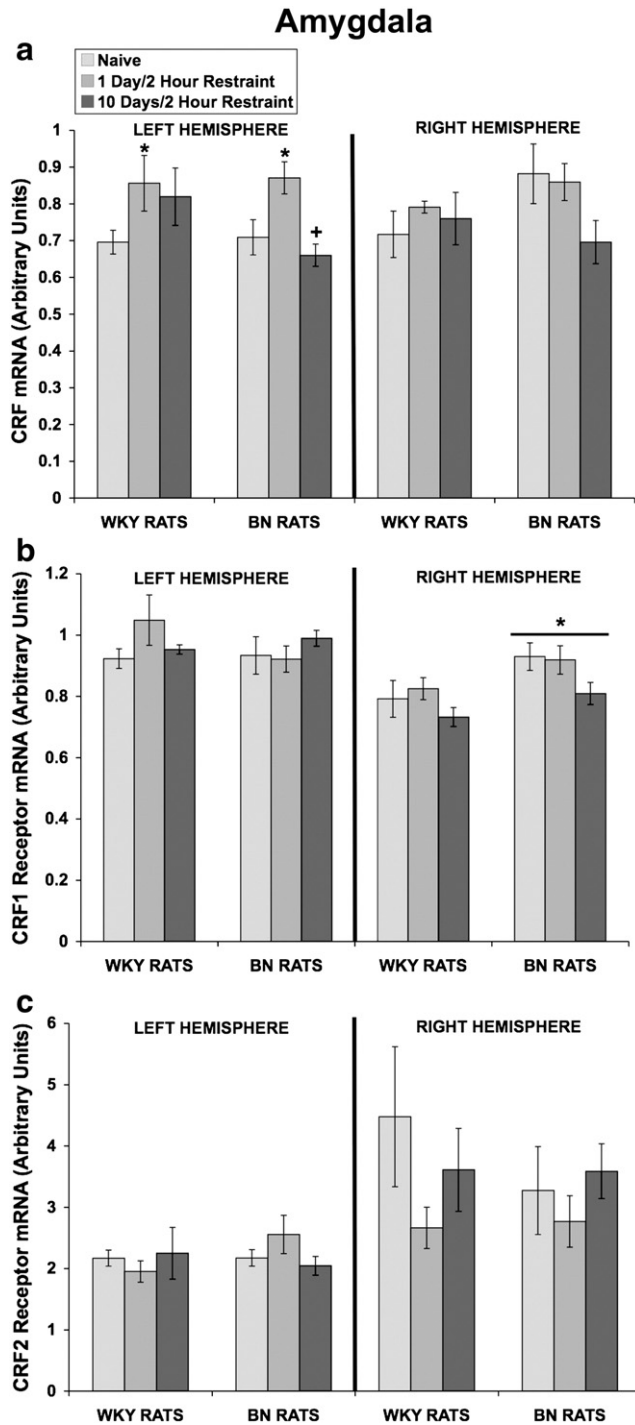 Amygdala
a
Naive
1 Day/2 Hour Restraint
10 Days/2 Hour Restraint
LEFT HEMISPHERE
RIGHT HEMISPHERE
CRF mRNA (Arbitrary Units)
1
0.9
0.8
0.7
0.6
0.5
0.4
0.3
0.2
0.1
0
*
*
+
WKY RATS
BN RATS
WKY RATS
BN RATS
b
LEFT HEMISPHERE
RIGHT HEMISPHERE
CRF1 Receptor mRNA (Arbitrary Units)
1.2
1
0.8
0.6
0.4
0.2
0
*
WKY RATS
BN RATS
WKY RATS
BN RATS
c
LEFT HEMISPHERE
RIGHT HEMISPHERE
CRF2 Receptor mRNA (Arbitrary Units)
6
5
4
3
2
1
0
WKY RATS
BN RATS
WKY RATS
BN RATS